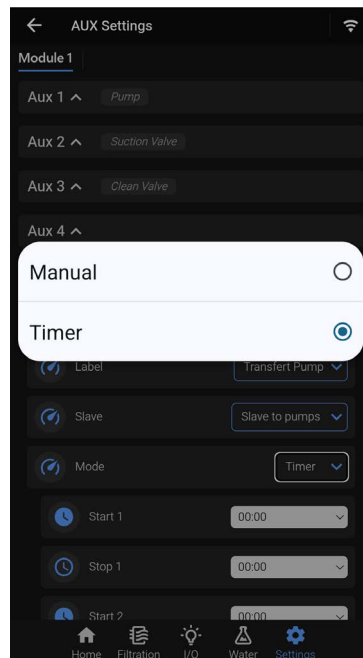 AUX Settings
Module 1
Aux 1 Pump
Aux 2 Suction Valve
Aux 3 Clean Valve
Aux 4
Manual
Timer
Label Transfert Pump
Slave Slave to pumps
Mode Timer
Start 1 00:00
Stop 1 00:00
Start 2 00:00
Home Filtration I/O Water Settings